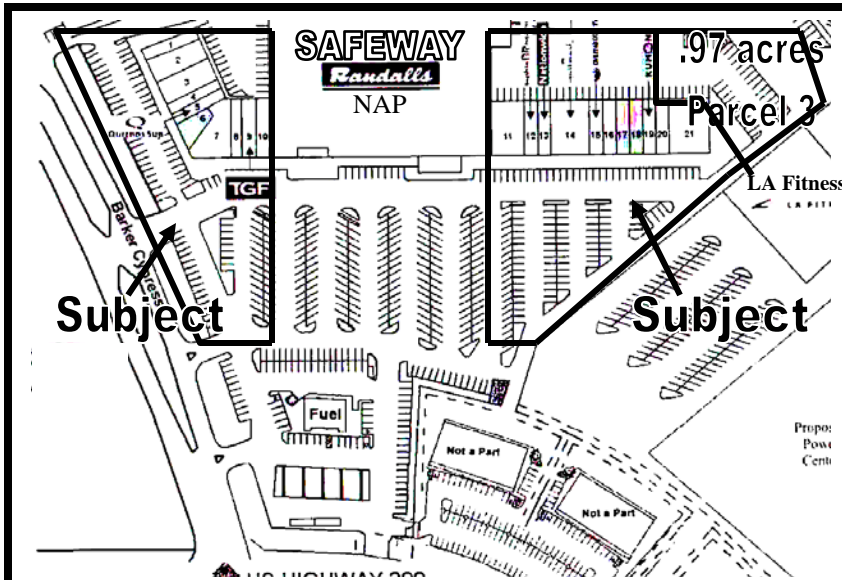 SAFEWAY
Randalls
NAP
.97 acres
Parcel 3
LA Fitness
Nationwide
KUMON
1
2
3
4
5
6
7
8
9
10
11
12
13
14
15
16
17
18
19
20
21
Quiznos Sub
TGF
Barker Cypress
Subject
Subject
Fuel
Not a Part
Not a Part